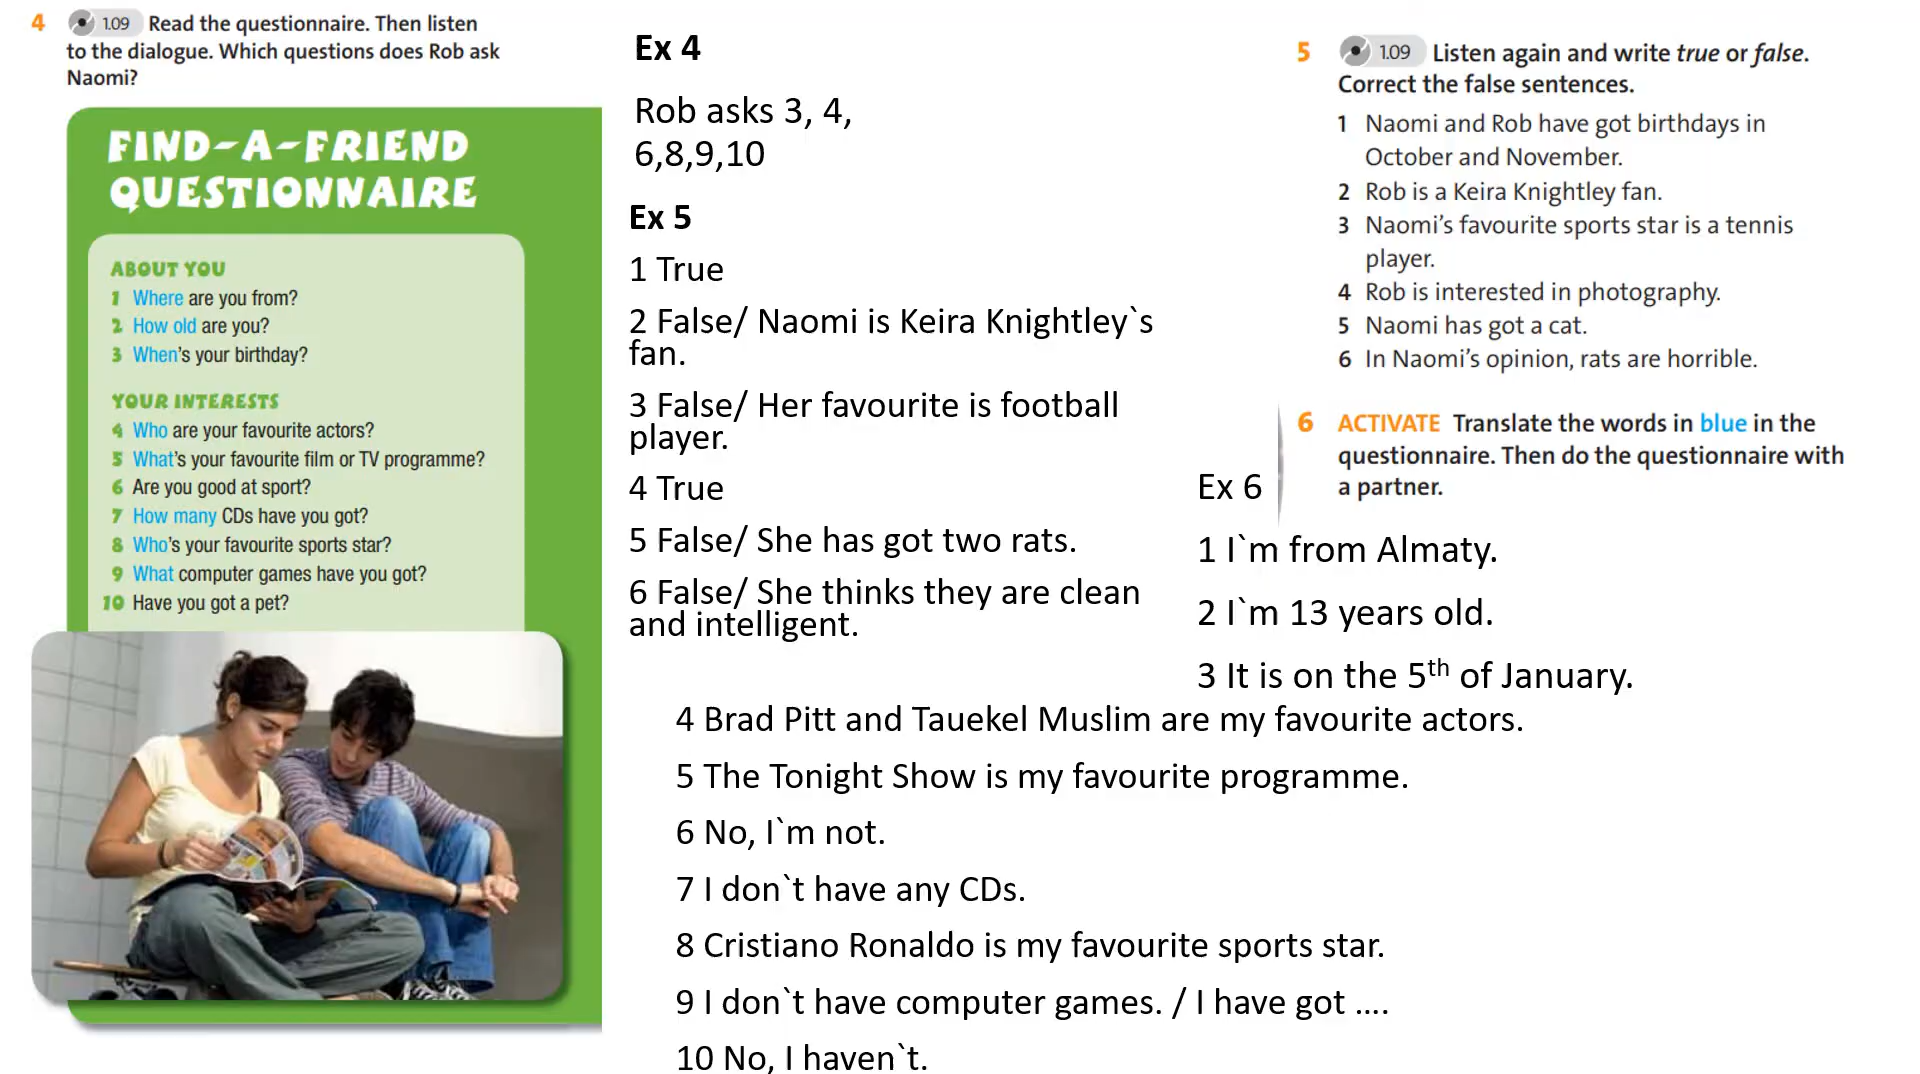 4 1.09 Read the questionnaire. Then listen
to the dialogue. Which questions does Rob ask
Naomi?
FIND-A-FRIEND
QUESTIONNAIRE
ABOUT YOU
1 Where are you from?
2 How old are you?
3 When's your birthday?
YOUR INTERESTS
4 Who are your favourite actors?
5 What's your favourite film or TV programme?
6 Are you good at sport?
7 How many CDs have you got?
8 Who's your favourite sports star?
9 What computer games have you got?
10 Have you got a pet?
Ex 4
Rob asks 3, 4,
6,8,9,10
Ex 5
1 True
2 False/ Naomi is Keira Knightley`s
fan.
3 False/ Her favourite is football
player.
4 True
5 False/ She has got two rats.
6 False/ She thinks they are clean
and intelligent.
5 1.09 Listen again and write true or false.
Correct the false sentences.
1 Naomi and Rob have got birthdays in
October and November.
2 Rob is a Keira Knightley fan.
3 Naomi's favourite sports star is a tennis
player.
4 Rob is interested in photography.
5 Naomi has got a cat.
6 In Naomi's opinion, rats are horrible.
6 ACTIVATE Translate the words in blue in the
questionnaire. Then do the questionnaire with
a partner.
Ex 6
1 I`m from Almaty.
2 I`m 13 years old.
3 It is on the 5th of January.
4 Brad Pitt and Tauekel Muslim are my favourite actors.
5 The Tonight Show is my favourite programme.
6 No, I`m not.
7 I don`t have any CDs.
8 Cristiano Ronaldo is my favourite sports star.
9 I don`t have computer games. / I have got ….
10 No, I haven`t.